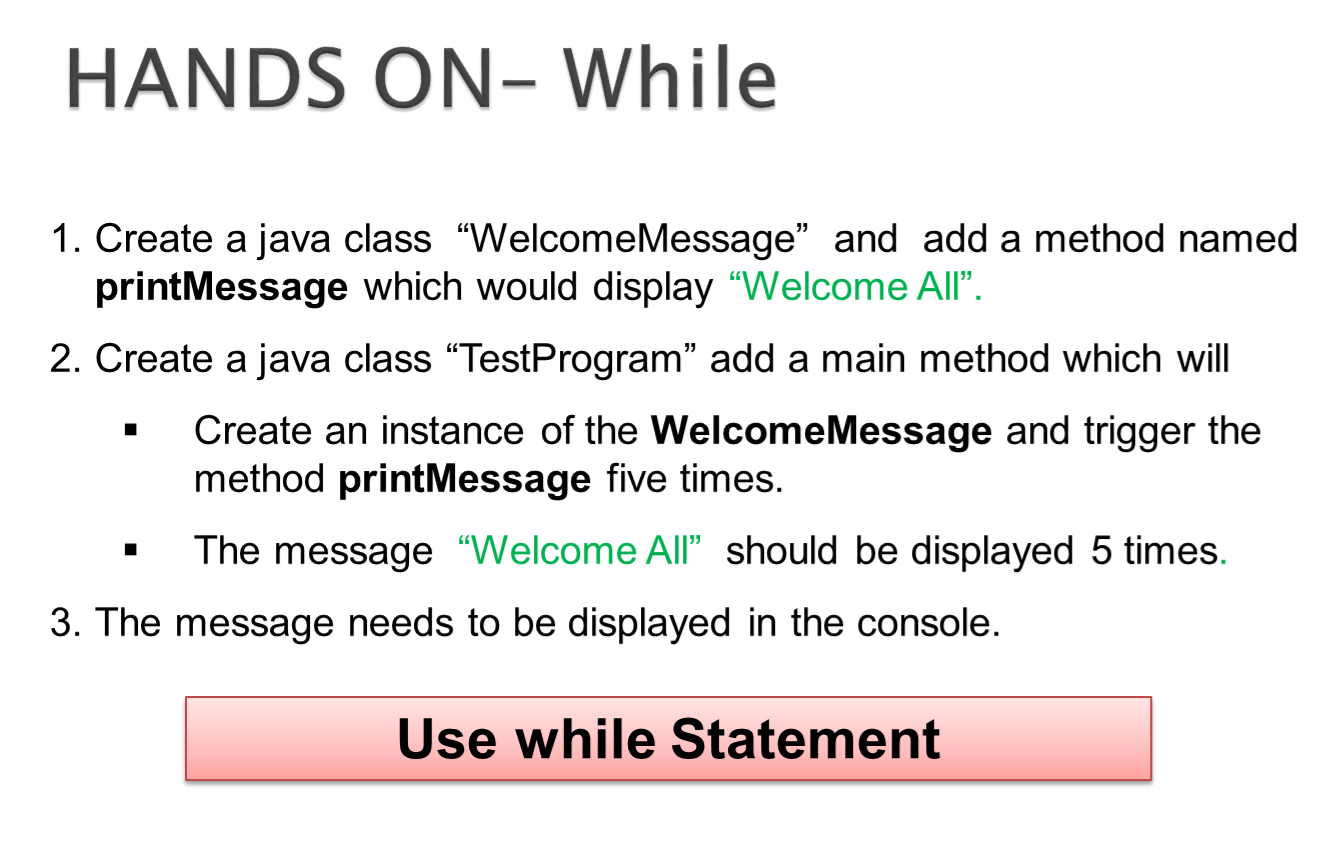 HANDS ON– While
1. Create a java class “WelcomeMessage” and add a method named
printMessage which would display “Welcome All”.
2. Create a java class “TestProgram” add a main method which will
▪ Create an instance of the WelcomeMessage and trigger the
method printMessage five times.
▪ The message “Welcome All” should be displayed 5 times.
3. The message needs to be displayed in the console.
Use while Statement